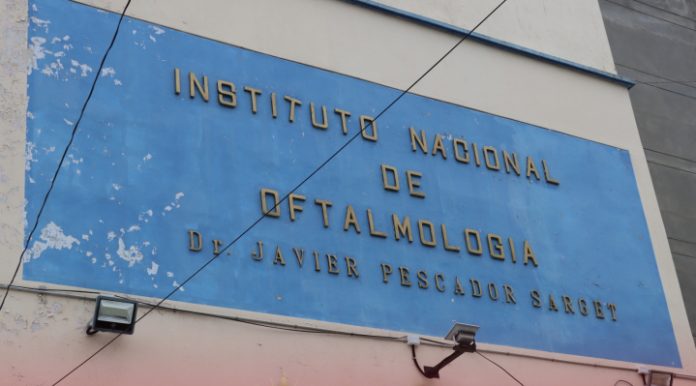 INSTITUTO NACIONAL
DE
OFTALMOLOGIA
Dr. JAVIER PESCADOR SARGET